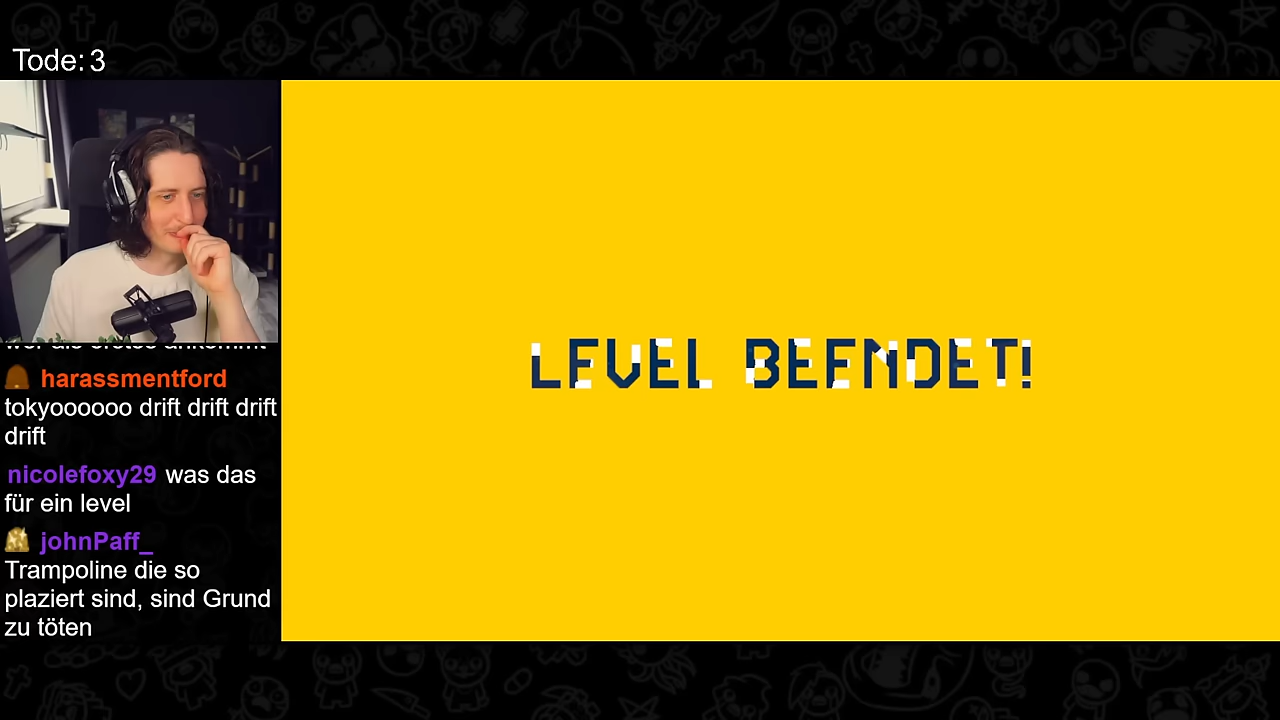 Tode: 3
LEVEL BEENDET!
harassmentford
tokyoooooo drift drift drift
drift
nicolefoxy29 was das
für ein level
johnPaff_
Trampoline die so
plaziert sind, sind Grund
zu töten